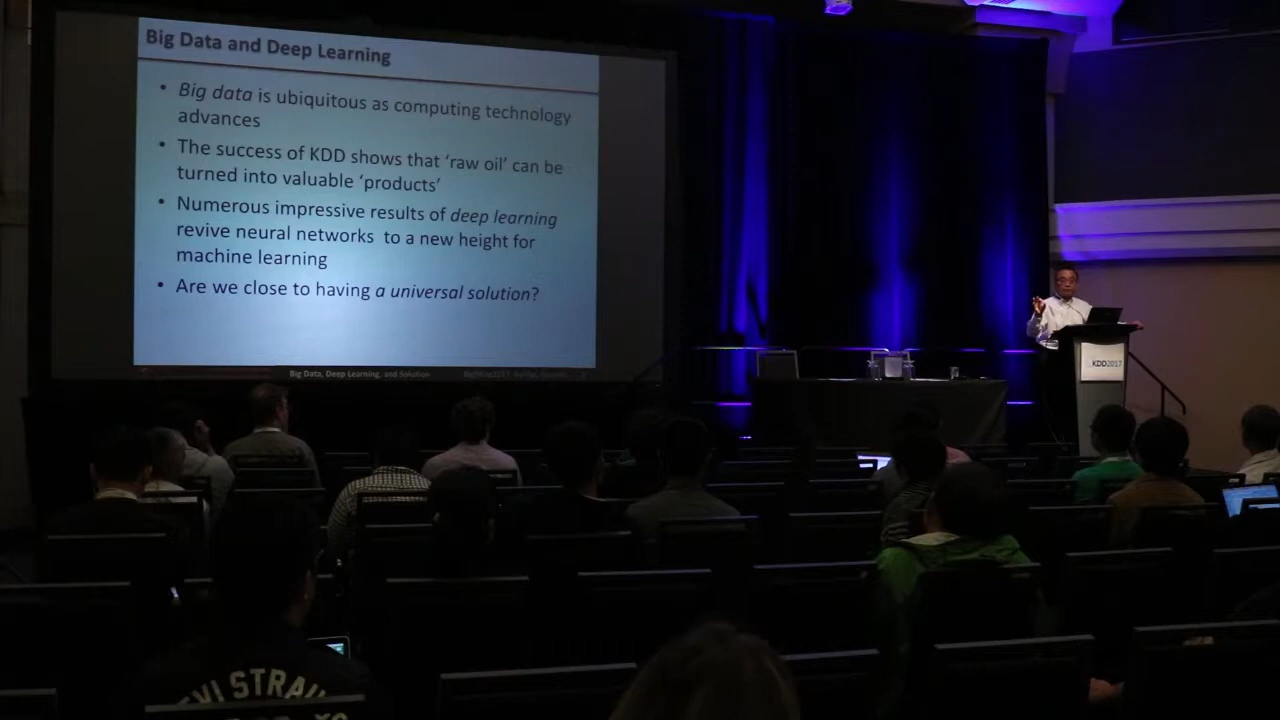 Big Data and Deep Learning
• Big data is ubiquitous as computing technology
advances
• The success of KDD shows that ‘raw oil’ can be
turned into valuable ‘products’
• Numerous impressive results of deep learning
revive neural networks to a new height for
machine learning
• Are we close to having a universal solution?
Big Data, Deep Learning, and Solution
KDD2017